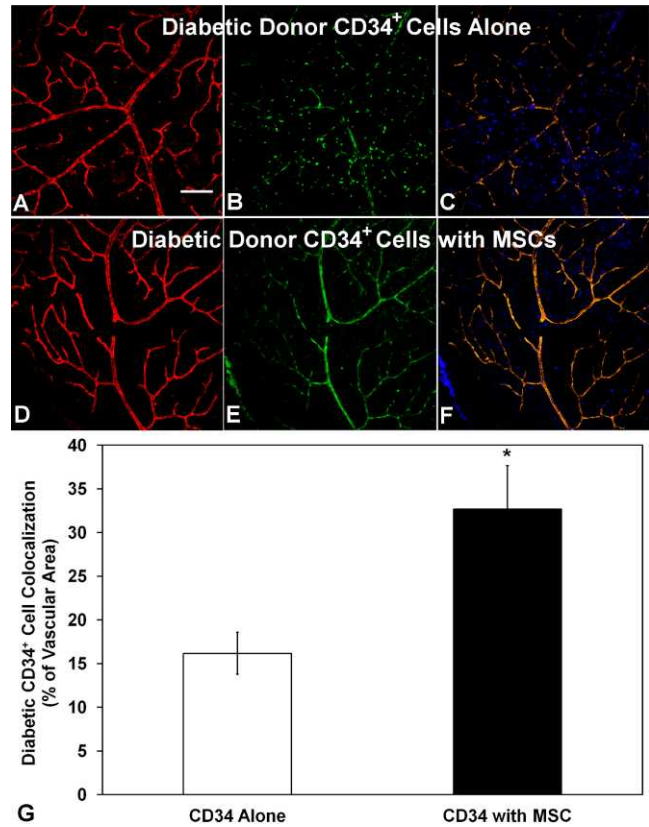 Diabetic Donor CD34⁺ Cells Alone
A
B
C
Diabetic Donor CD34⁺ Cells with MSCs
D
E
F
Diabetic CD34⁺ Cell Colocalization
(% of Vascular Area)
40
35
30
25
20
15
10
5
0
*
CD34 Alone
CD34 with MSC
G